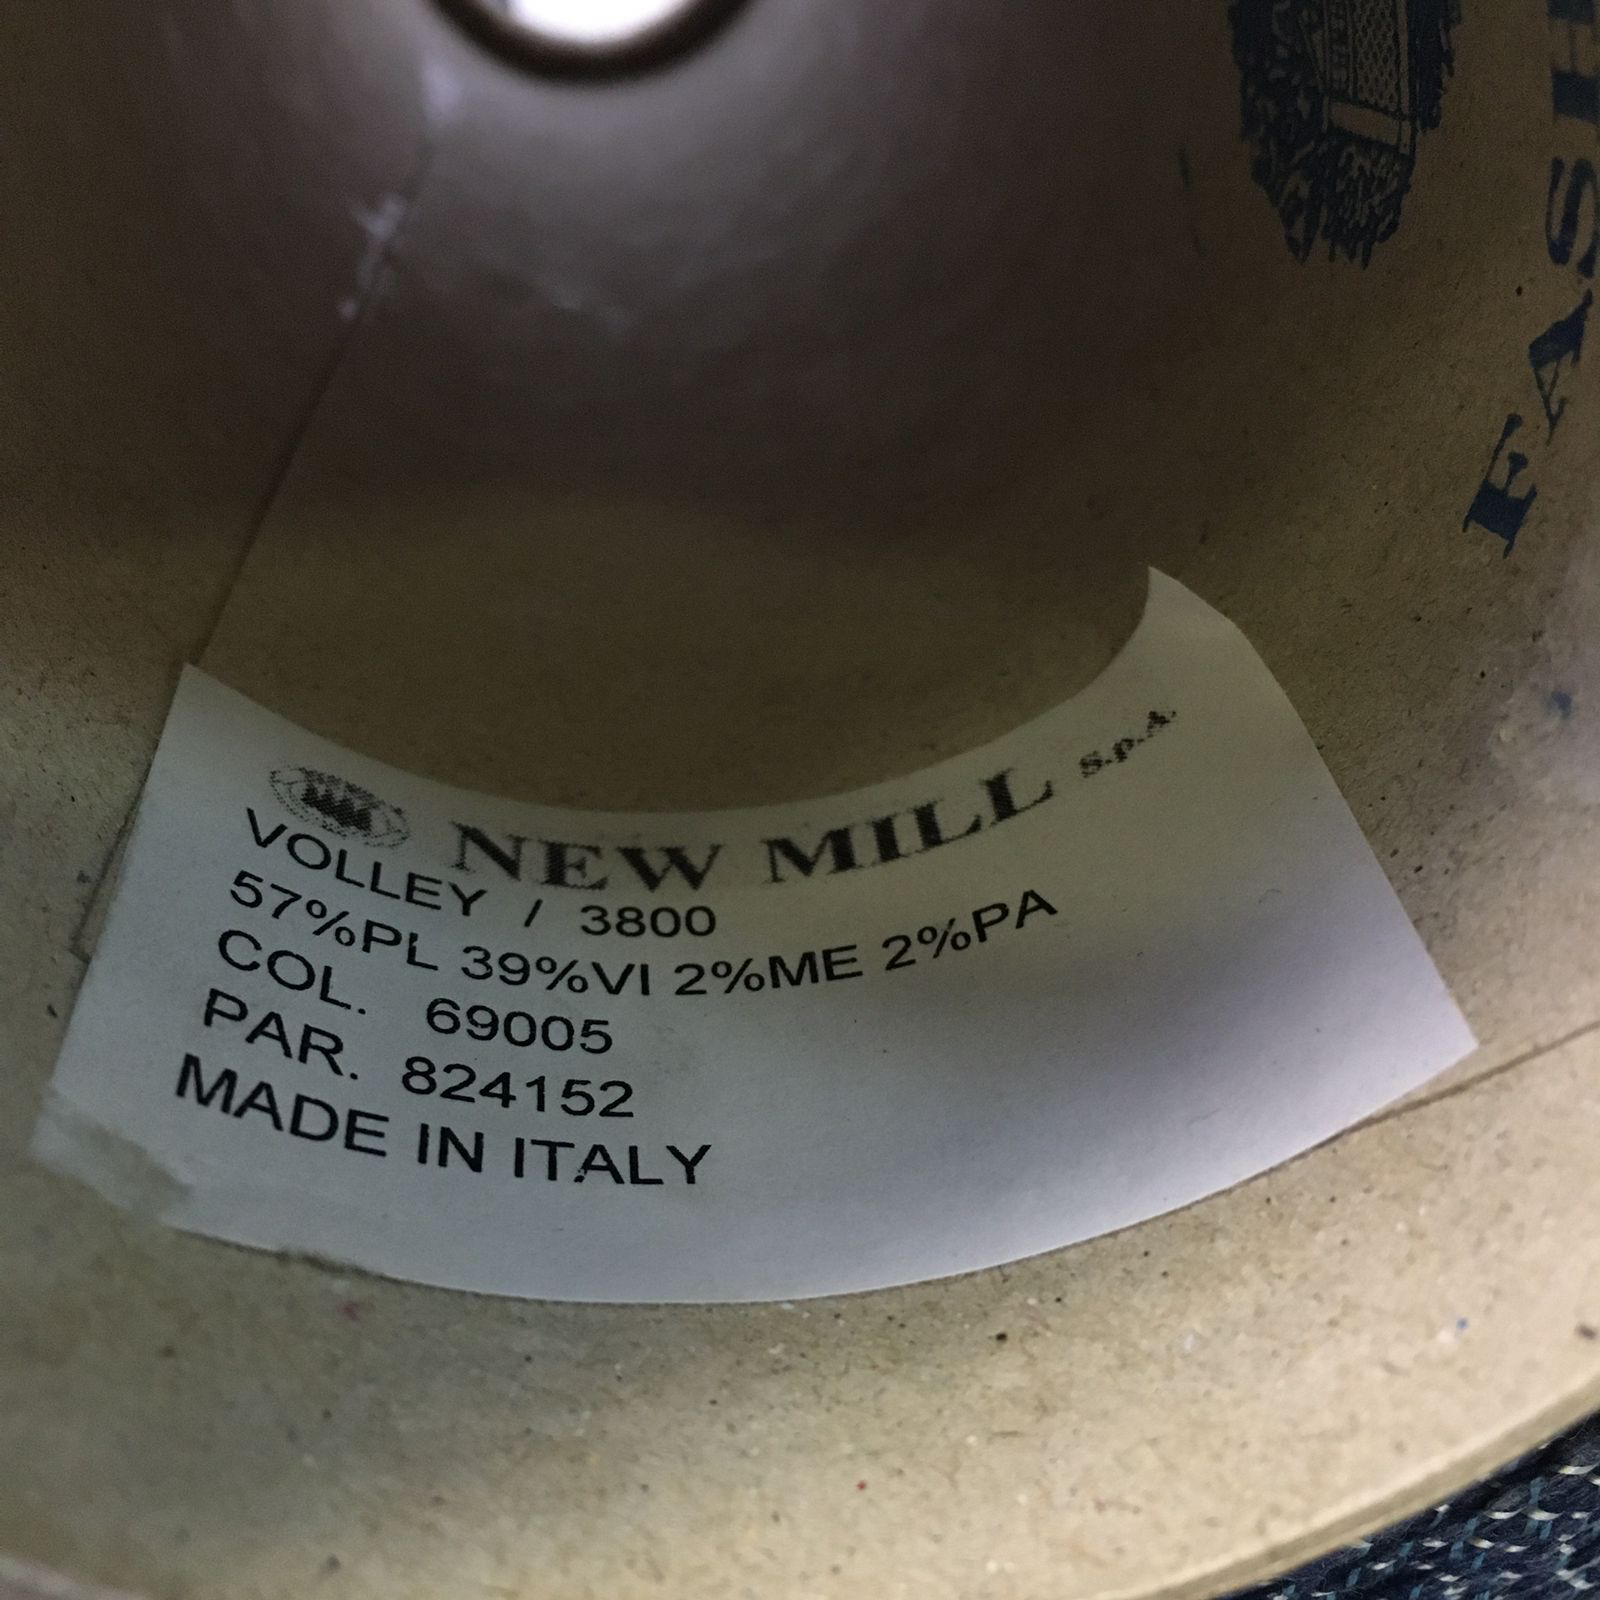 NEW MILL S.p.A.
VOLLEY / 3800
57%PL 39%VI 2%ME 2%PA
COL. 69005
PAR. 824152
MADE IN ITALY
FASH